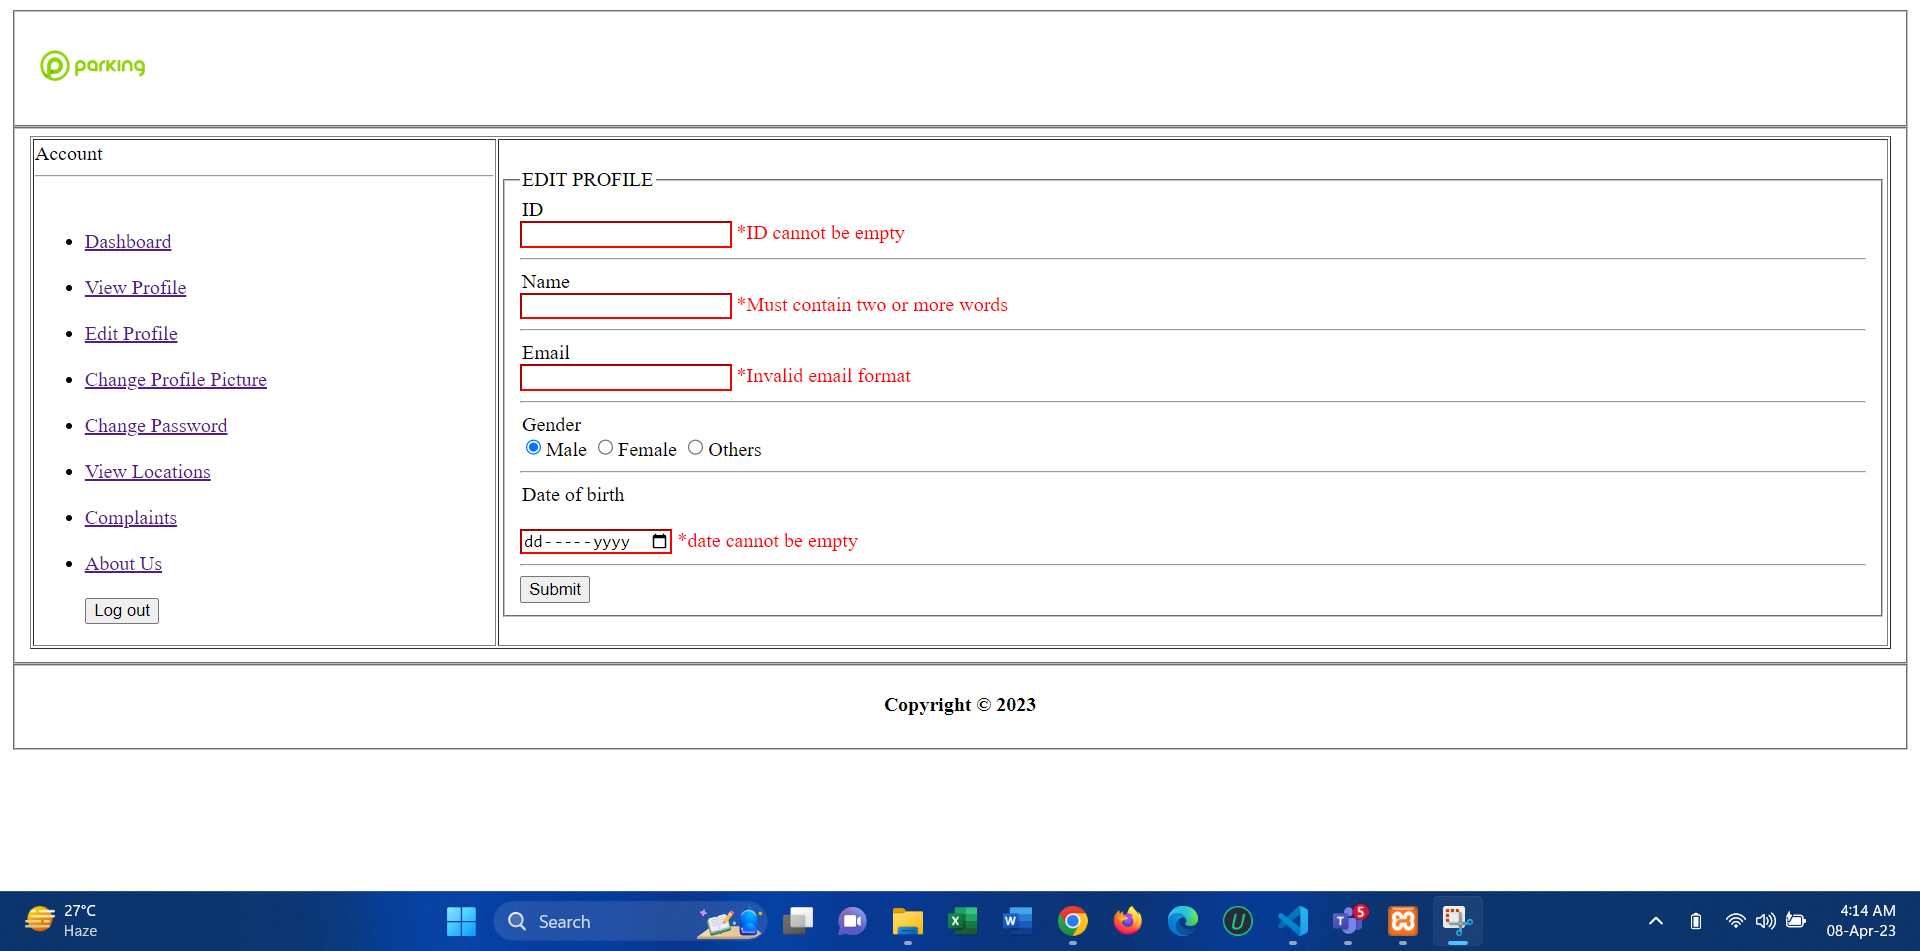 parking
Account
Dashboard
View Profile
Edit Profile
Change Profile Picture
Change Password
View Locations
Complaints
About Us
Log out
EDIT PROFILE
ID
*ID cannot be empty
Name
*Must contain two or more words
Email
*Invalid email format
Gender
Male Female Others
Date of birth
dd-----yyyy *date cannot be empty
Submit
Copyright © 2023
27°C
Haze
Search
5
4:14 AM
08-Apr-23